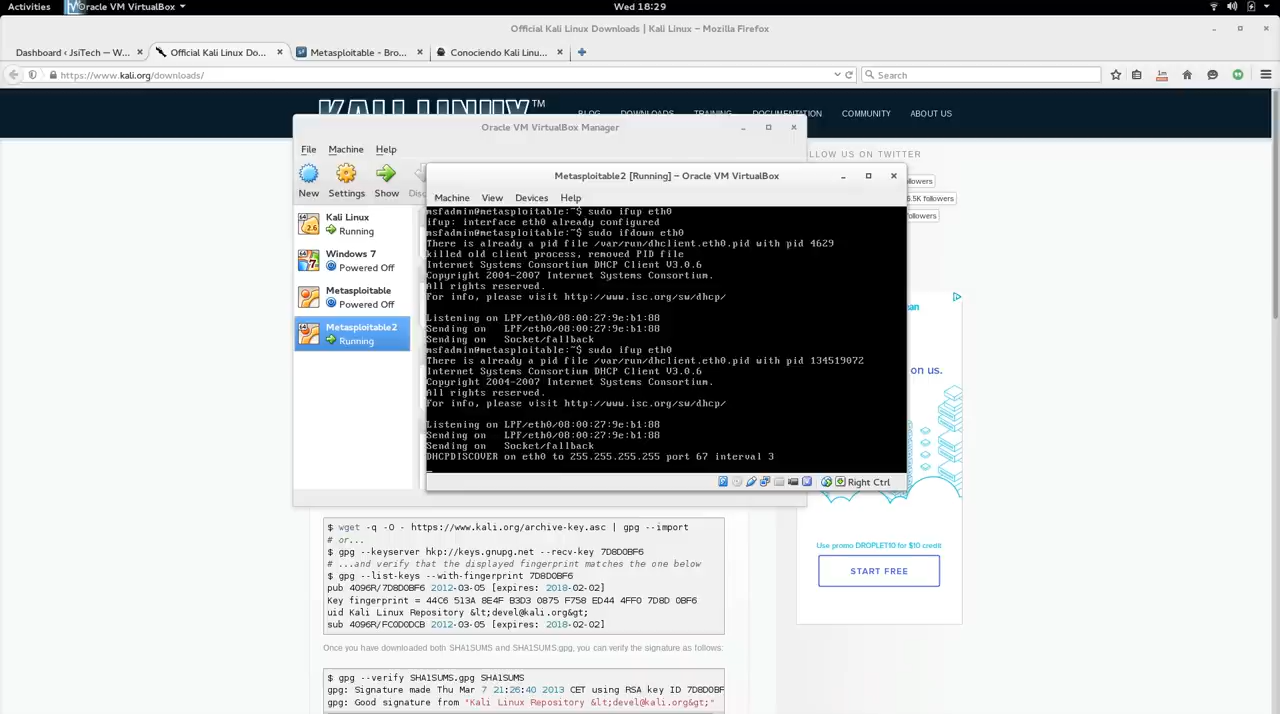 Activities
Oracle VM VirtualBox
Wed 18:29
Official Kali Linux Downloads | Kali Linux – Mozilla Firefox
Dashboard ‹ JsiTech — W...
Official Kali Linux Do...
Metasploitable - Bro...
Conociendo Kali Linu...
https://www.kali.org/downloads/
Search
KALI LINUX™
BLOG
DOWNLOADS
TRAINING
DOCUMENTATION
COMMUNITY
ABOUT US
Oracle VM VirtualBox Manager
File
Machine
Help
New
Settings
Show
Disc
Kali Linux
Running
Windows 7
Powered Off
Metasploitable
Powered Off
Metasploitable2
Running
LLOW US ON TWITTER
ollowers
6.5K followers
ollowers
Metasploitable2 [Running] – Oracle VM VirtualBox
Machine
View
Devices
Help
msfadmin@metasploitable:~$ sudo ifup eth0
ifup: interface eth0 already configured
msfadmin@metasploitable:~$ sudo ifdown eth0
There is already a pid file /var/run/dhclient.eth0.pid with pid 4629
killed old client process, removed PID file
Internet Systems Consortium DHCP Client V3.0.6
Copyright 2004-2007 Internet Systems Consortium.
All rights reserved.
For info, please visit http://www.isc.org/sw/dhcp/
Listening on LPF/eth0/08:00:27:9e:b1:88
Sending on   LPF/eth0/08:00:27:9e:b1:88
Sending on   Socket/fallback
msfadmin@metasploitable:~$ sudo ifup eth0
There is already a pid file /var/run/dhclient.eth0.pid with pid 134519072
Internet Systems Consortium DHCP Client V3.0.6
Copyright 2004-2007 Internet Systems Consortium.
All rights reserved.
For info, please visit http://www.isc.org/sw/dhcp/
Listening on LPF/eth0/08:00:27:9e:b1:88
Sending on   LPF/eth0/08:00:27:9e:b1:88
Sending on   Socket/fallback
DHCPDISCOVER on eth0 to 255.255.255.255 port 67 interval 3
Right Ctrl
ean
on us.
Use promo DROPLET10 for $10 credit
START FREE
$ wget -q -O - https://www.kali.org/archive-key.asc | gpg --import
# or...
$ gpg --keyserver hkp://keys.gnupg.net --recv-key 7D8D0BF6
# ...and verify that the displayed fingerprint matches the one below
$ gpg --list-keys --with-fingerprint 7D8D0BF6
pub 4096R/7D8D0BF6 2012-03-05 [expires: 2018-02-02]
Key fingerprint = 44C6 513A 8E4F B3D3 0875 F758 ED44 4FF0 7D8D 0BF6
uid Kali Linux Repository &lt;devel@kali.org&gt;
sub 4096R/FC0D0DCB 2012-03-05 [expires: 2018-02-02]
Once you have downloaded both SHA1SUMS and SHA1SUMS.gpg, you can verify the signature as follows:
$ gpg --verify SHA1SUMS.gpg SHA1SUMS
gpg: Signature made Thu Mar 7 21:26:40 2013 CET using RSA key ID 7D8D0BF
gpg: Good signature from "Kali Linux Repository &lt;devel@kali.org&gt;"